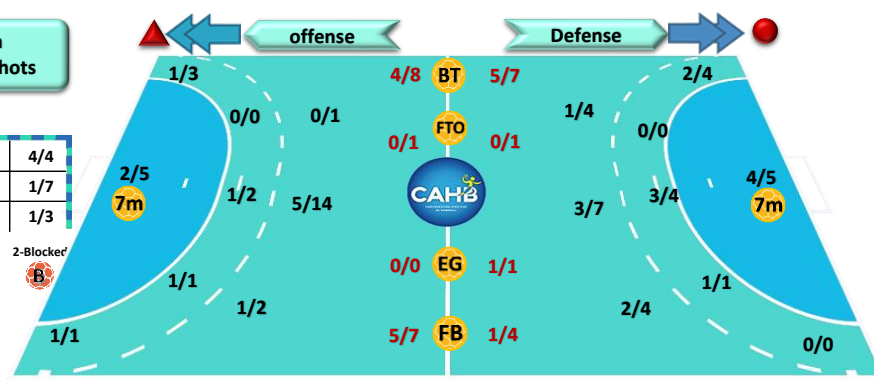 offense
Defense
hots
1/3
4/8
BT
5/7
2/4
0/0
0/1
1/4
0/1
FTO
0/1
0/0
4/4
1/7
1/3
2/5
7m
1/2
5/14
CAHB
3/7
3/4
4/5
7m
2-Blocked
B
0/0
EG
1/1
1/1
1/1
1/2
2/4
1/1
5/7
FB
1/4
0/0